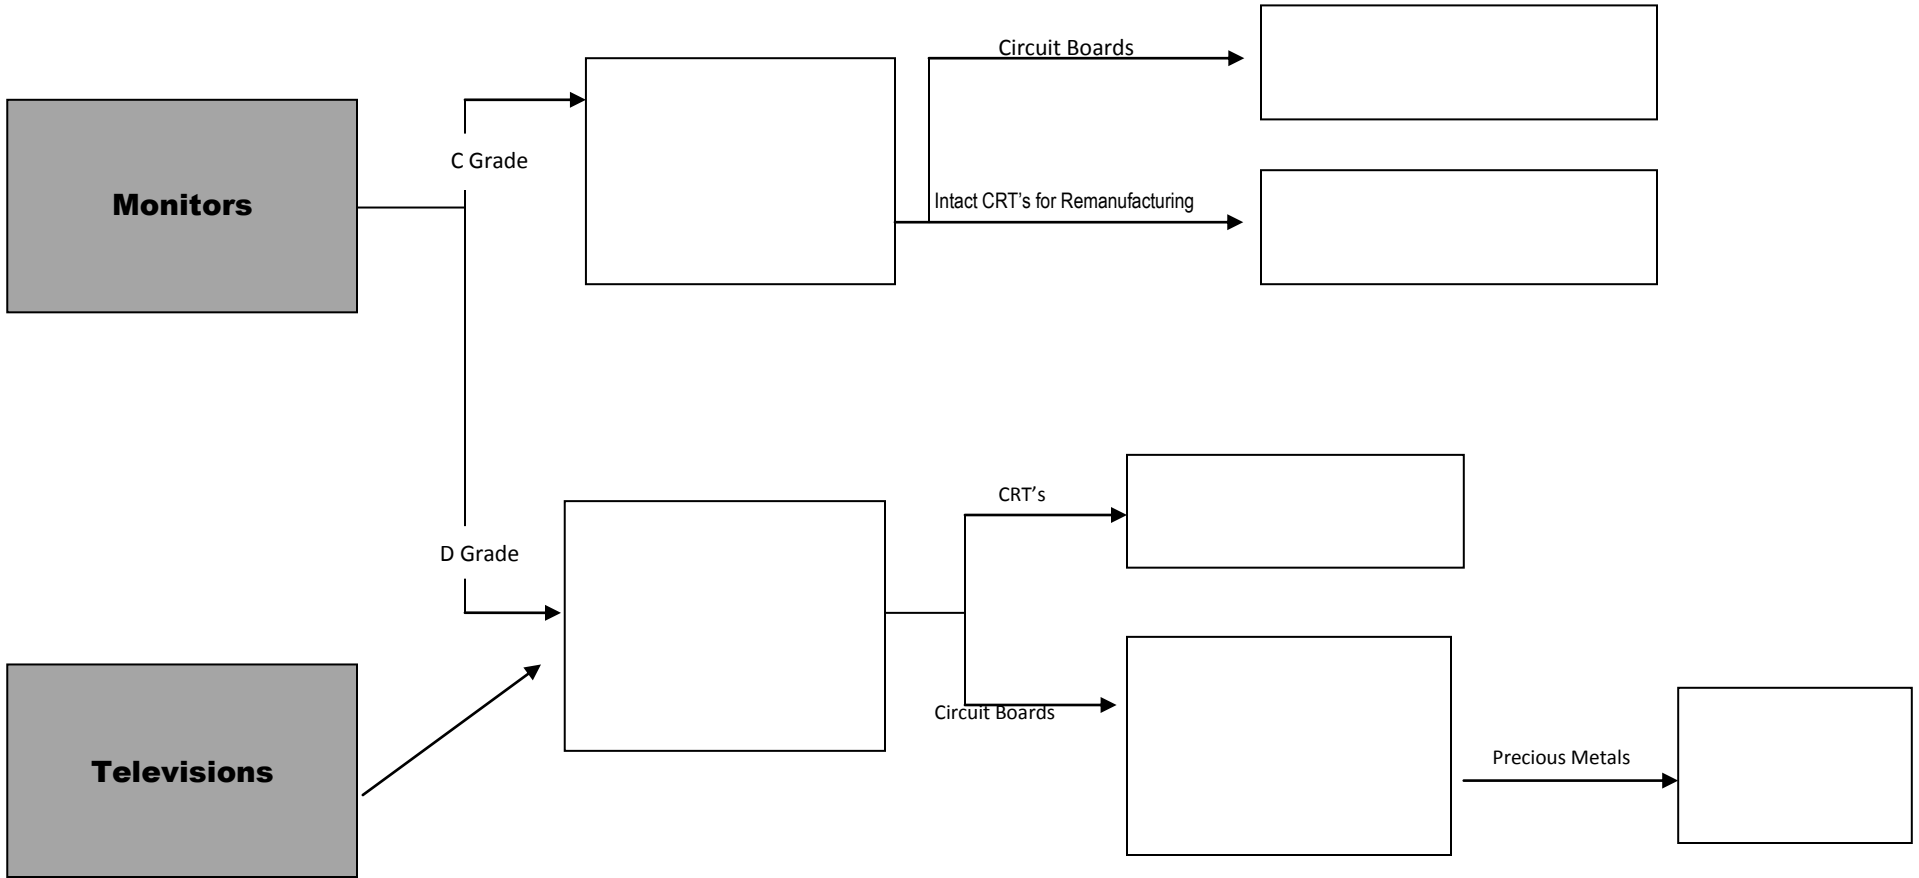 Circuit Boards
C Grade
Monitors
Intact CRT's for Remanufacturing
CRT's
D Grade
Circuit Boards
Precious Metals
Televisions